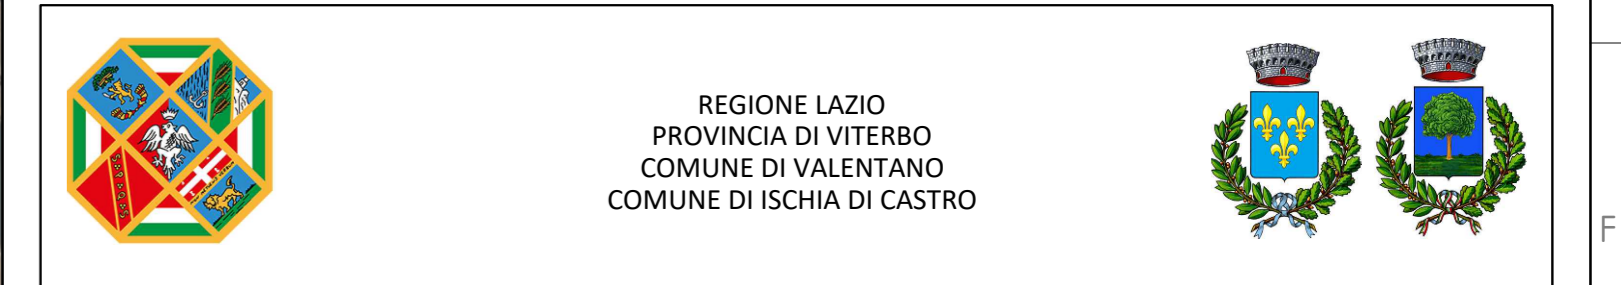 REGIONE LAZIO
PROVINCIA DI VITERBO
COMUNE DI VALENTANO
COMUNE DI ISCHIA DI CASTRO
F